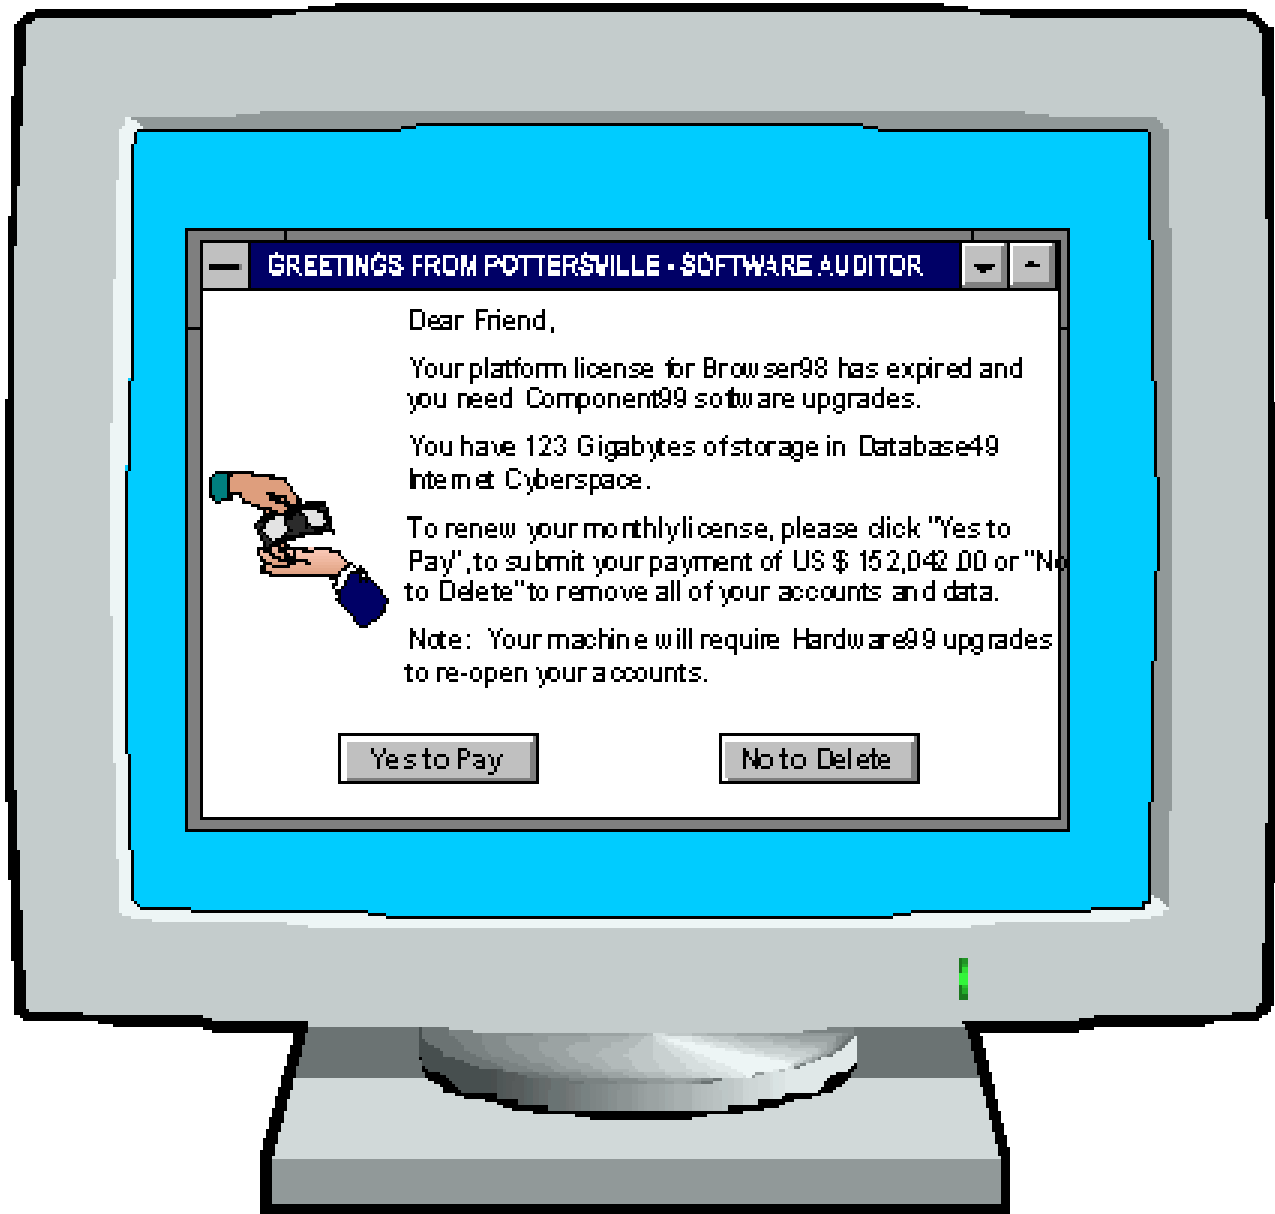 GREETINGS FROM POTTERSVILLE - SOFTWARE AUDITOR
Dear Friend,
Your platform license for Browser98 has expired and
you need Component99 software upgrades.
You have 123 Gigabytes of storage in Database49
Internet Cyberspace.
To renew your monthly license, please click "Yes to
Pay", to submit your payment of US $ 152,042.00 or "No
to Delete" to remove all of your accounts and data.
Note: Your machine will require Hardware99 upgrades
to re-open your accounts.
Yes to Pay
No to Delete